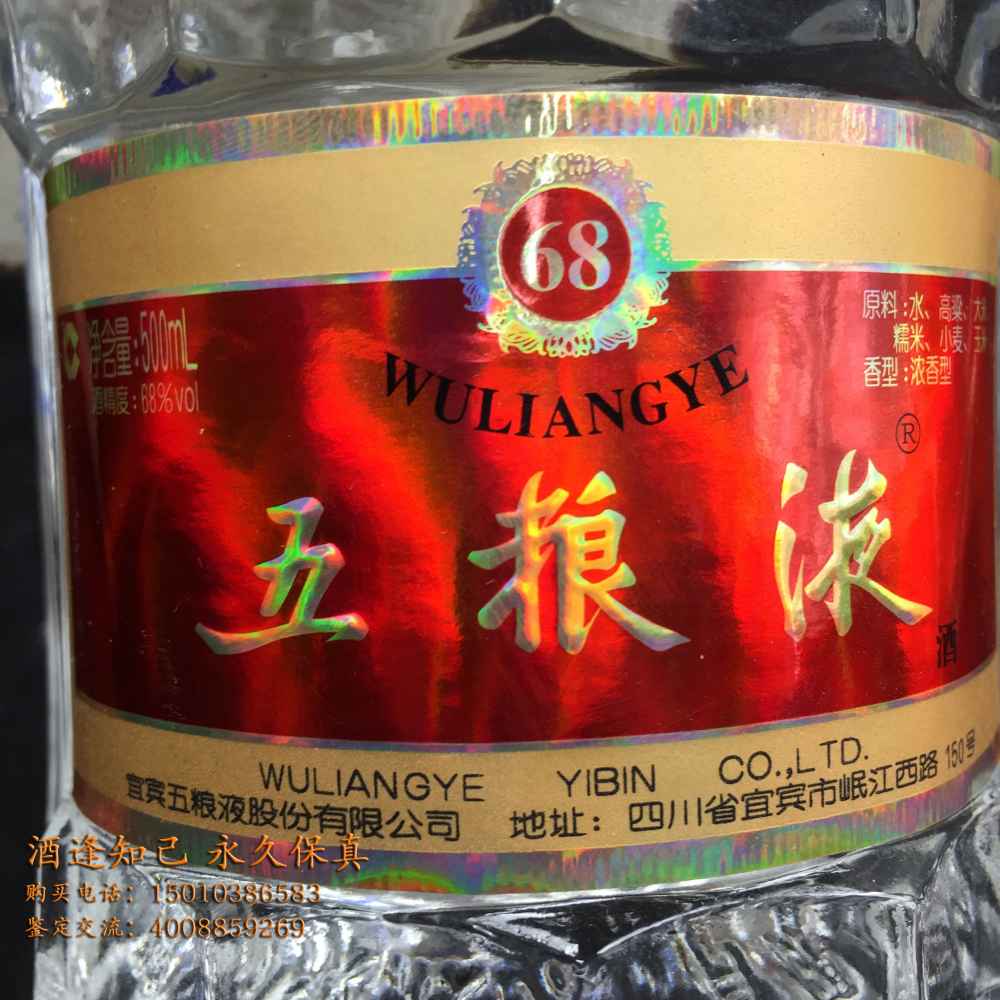 68
净含量:500mL
酒精度:68%vol
原料:水、高粱、大米
糯米、小麦、玉米
香型:浓香型
WULIANGYE
®
五粮液
酒
WULIANGYE YIBIN CO.,LTD.
宜宾五粮液股份有限公司 地址:四川省宜宾市岷江西路150号
酒逢知己 永久保真
购买电话:15010386583
鉴定交流:4008859269